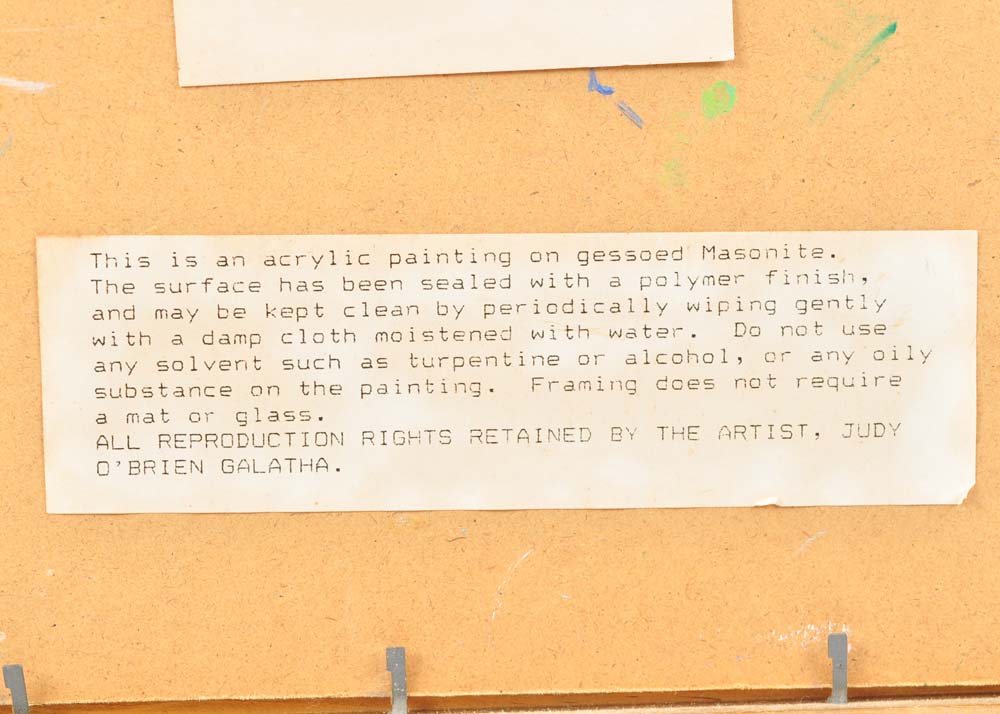 This is an acrylic painting on gessoed Masonite.
The surface has been sealed with a polymer finish,
and may be kept clean by periodically wiping gently
with a damp cloth moistened with water.  Do not use
any solvent such as turpentine or alcohol, or any oily
substance on the painting.  Framing does not require
a mat or glass.
ALL REPRODUCTION RIGHTS RETAINED BY THE ARTIST, JUDY
O'BRIEN GALATHA.